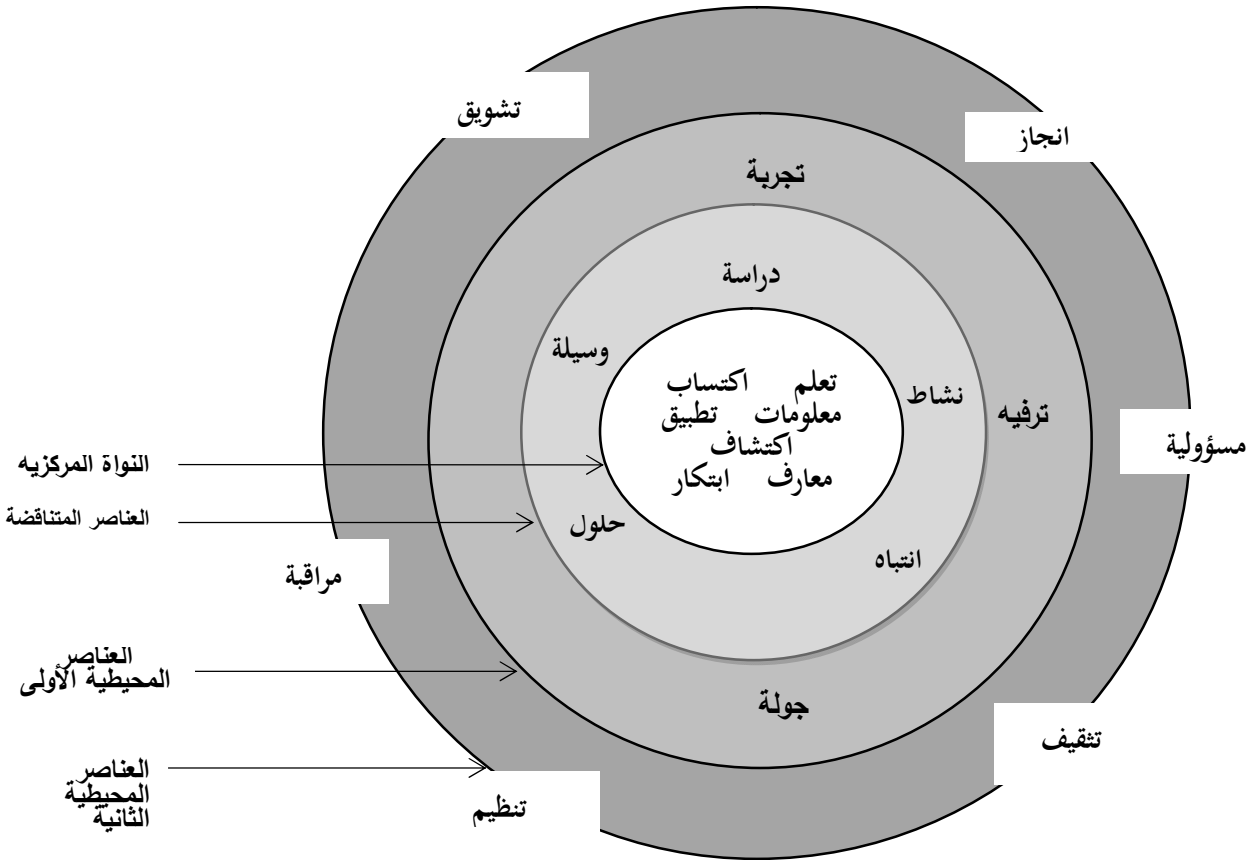 تشويق
انجاز
تجربة
دراسة
وسيلة
تعلم اكتساب
معلومات تطبيق
اكتشاف
معارف ابتكار
نشاط
ترفيه
مسؤولية
النواة المركزيه
العناصر المتناقضة
حلول
انتباه
مراقبة
العناصر
المحيطية الأولى
جولة
تثقيف
العناصر
المحيطية
الثانية
تنظيم